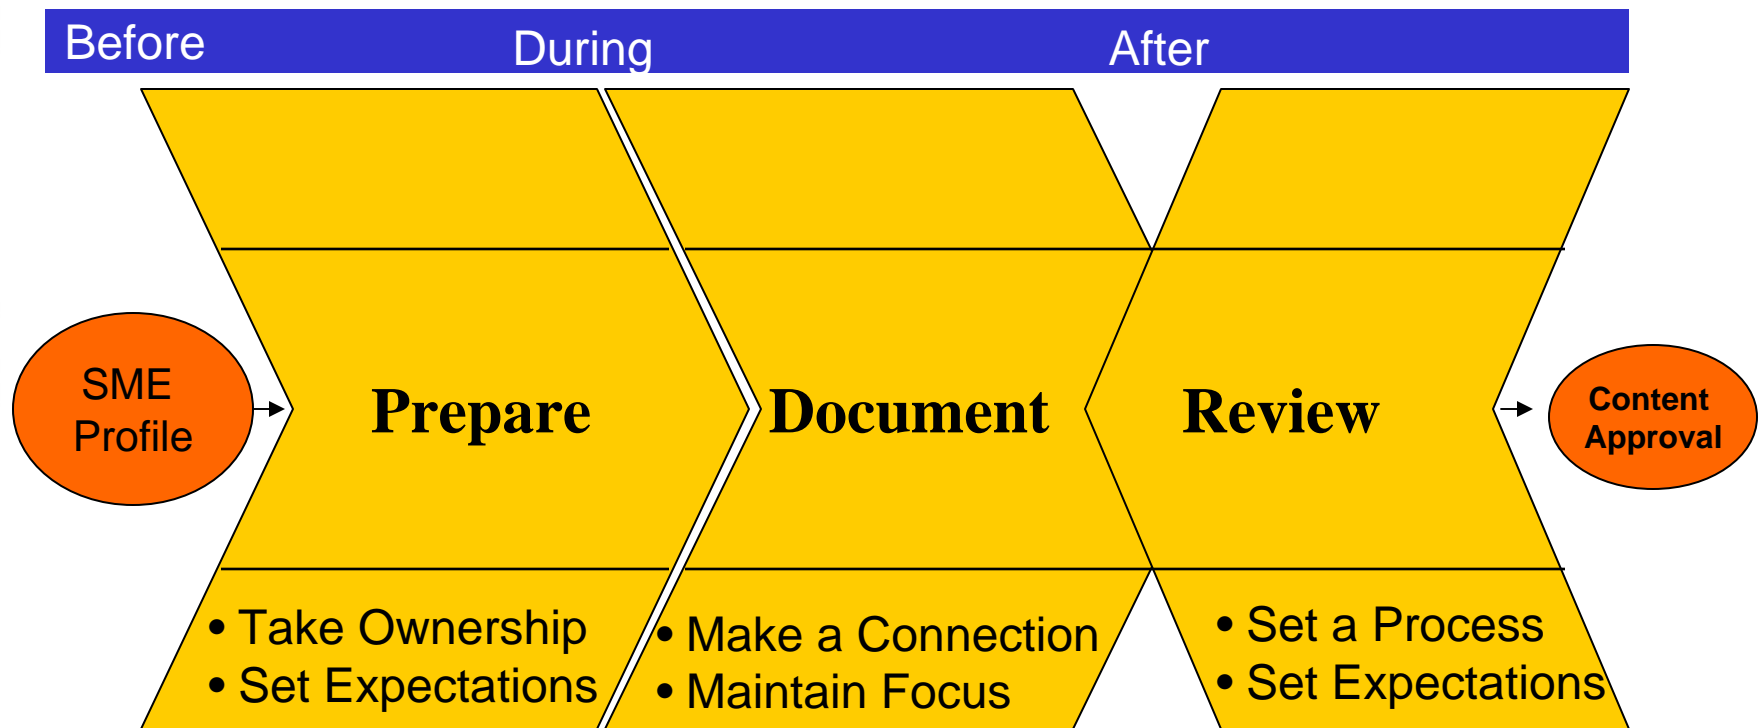 Before During After
SME
Profile
Prepare Document Review
Content
Approval
• Take Ownership
• Set Expectations
• Make a Connection
• Maintain Focus
• Set a Process
• Set Expectations